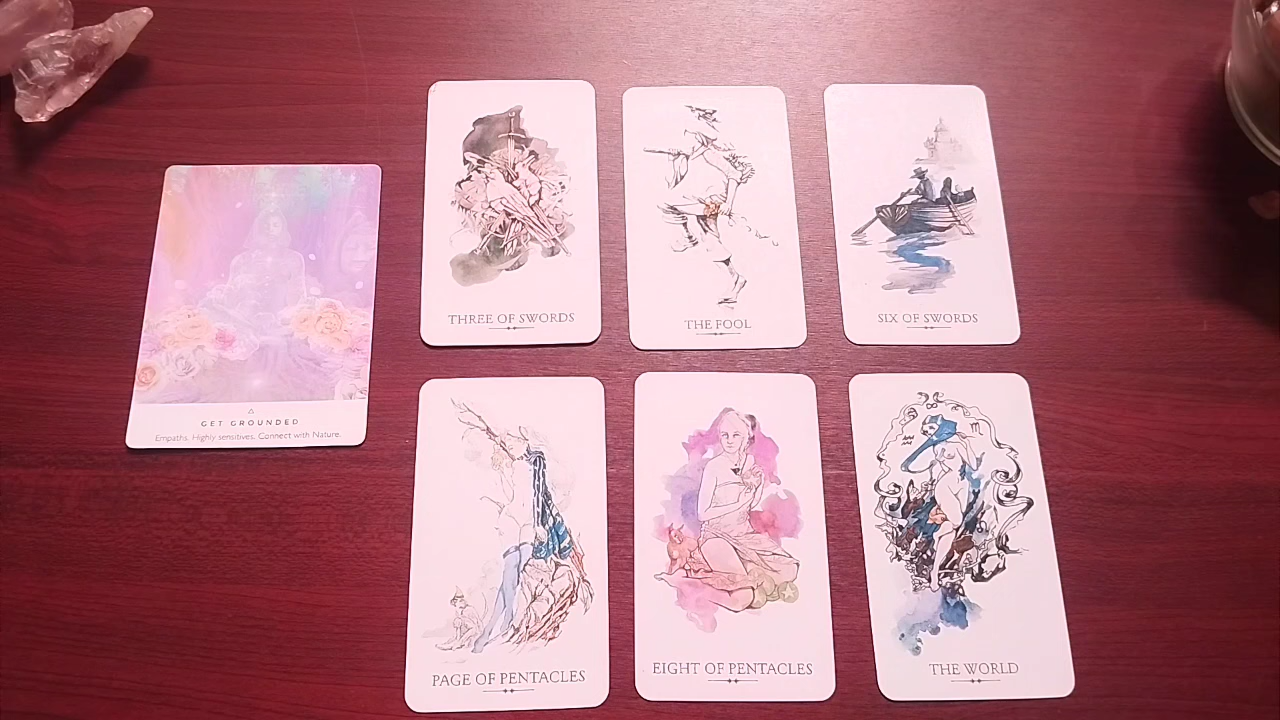 GET GROUNDED
Empaths. Highly sensitives. Connect with Nature.
THREE OF SWORDS
THE FOOL
SIX OF SWORDS
PAGE OF PENTACLES
EIGHT OF PENTACLES
THE WORLD